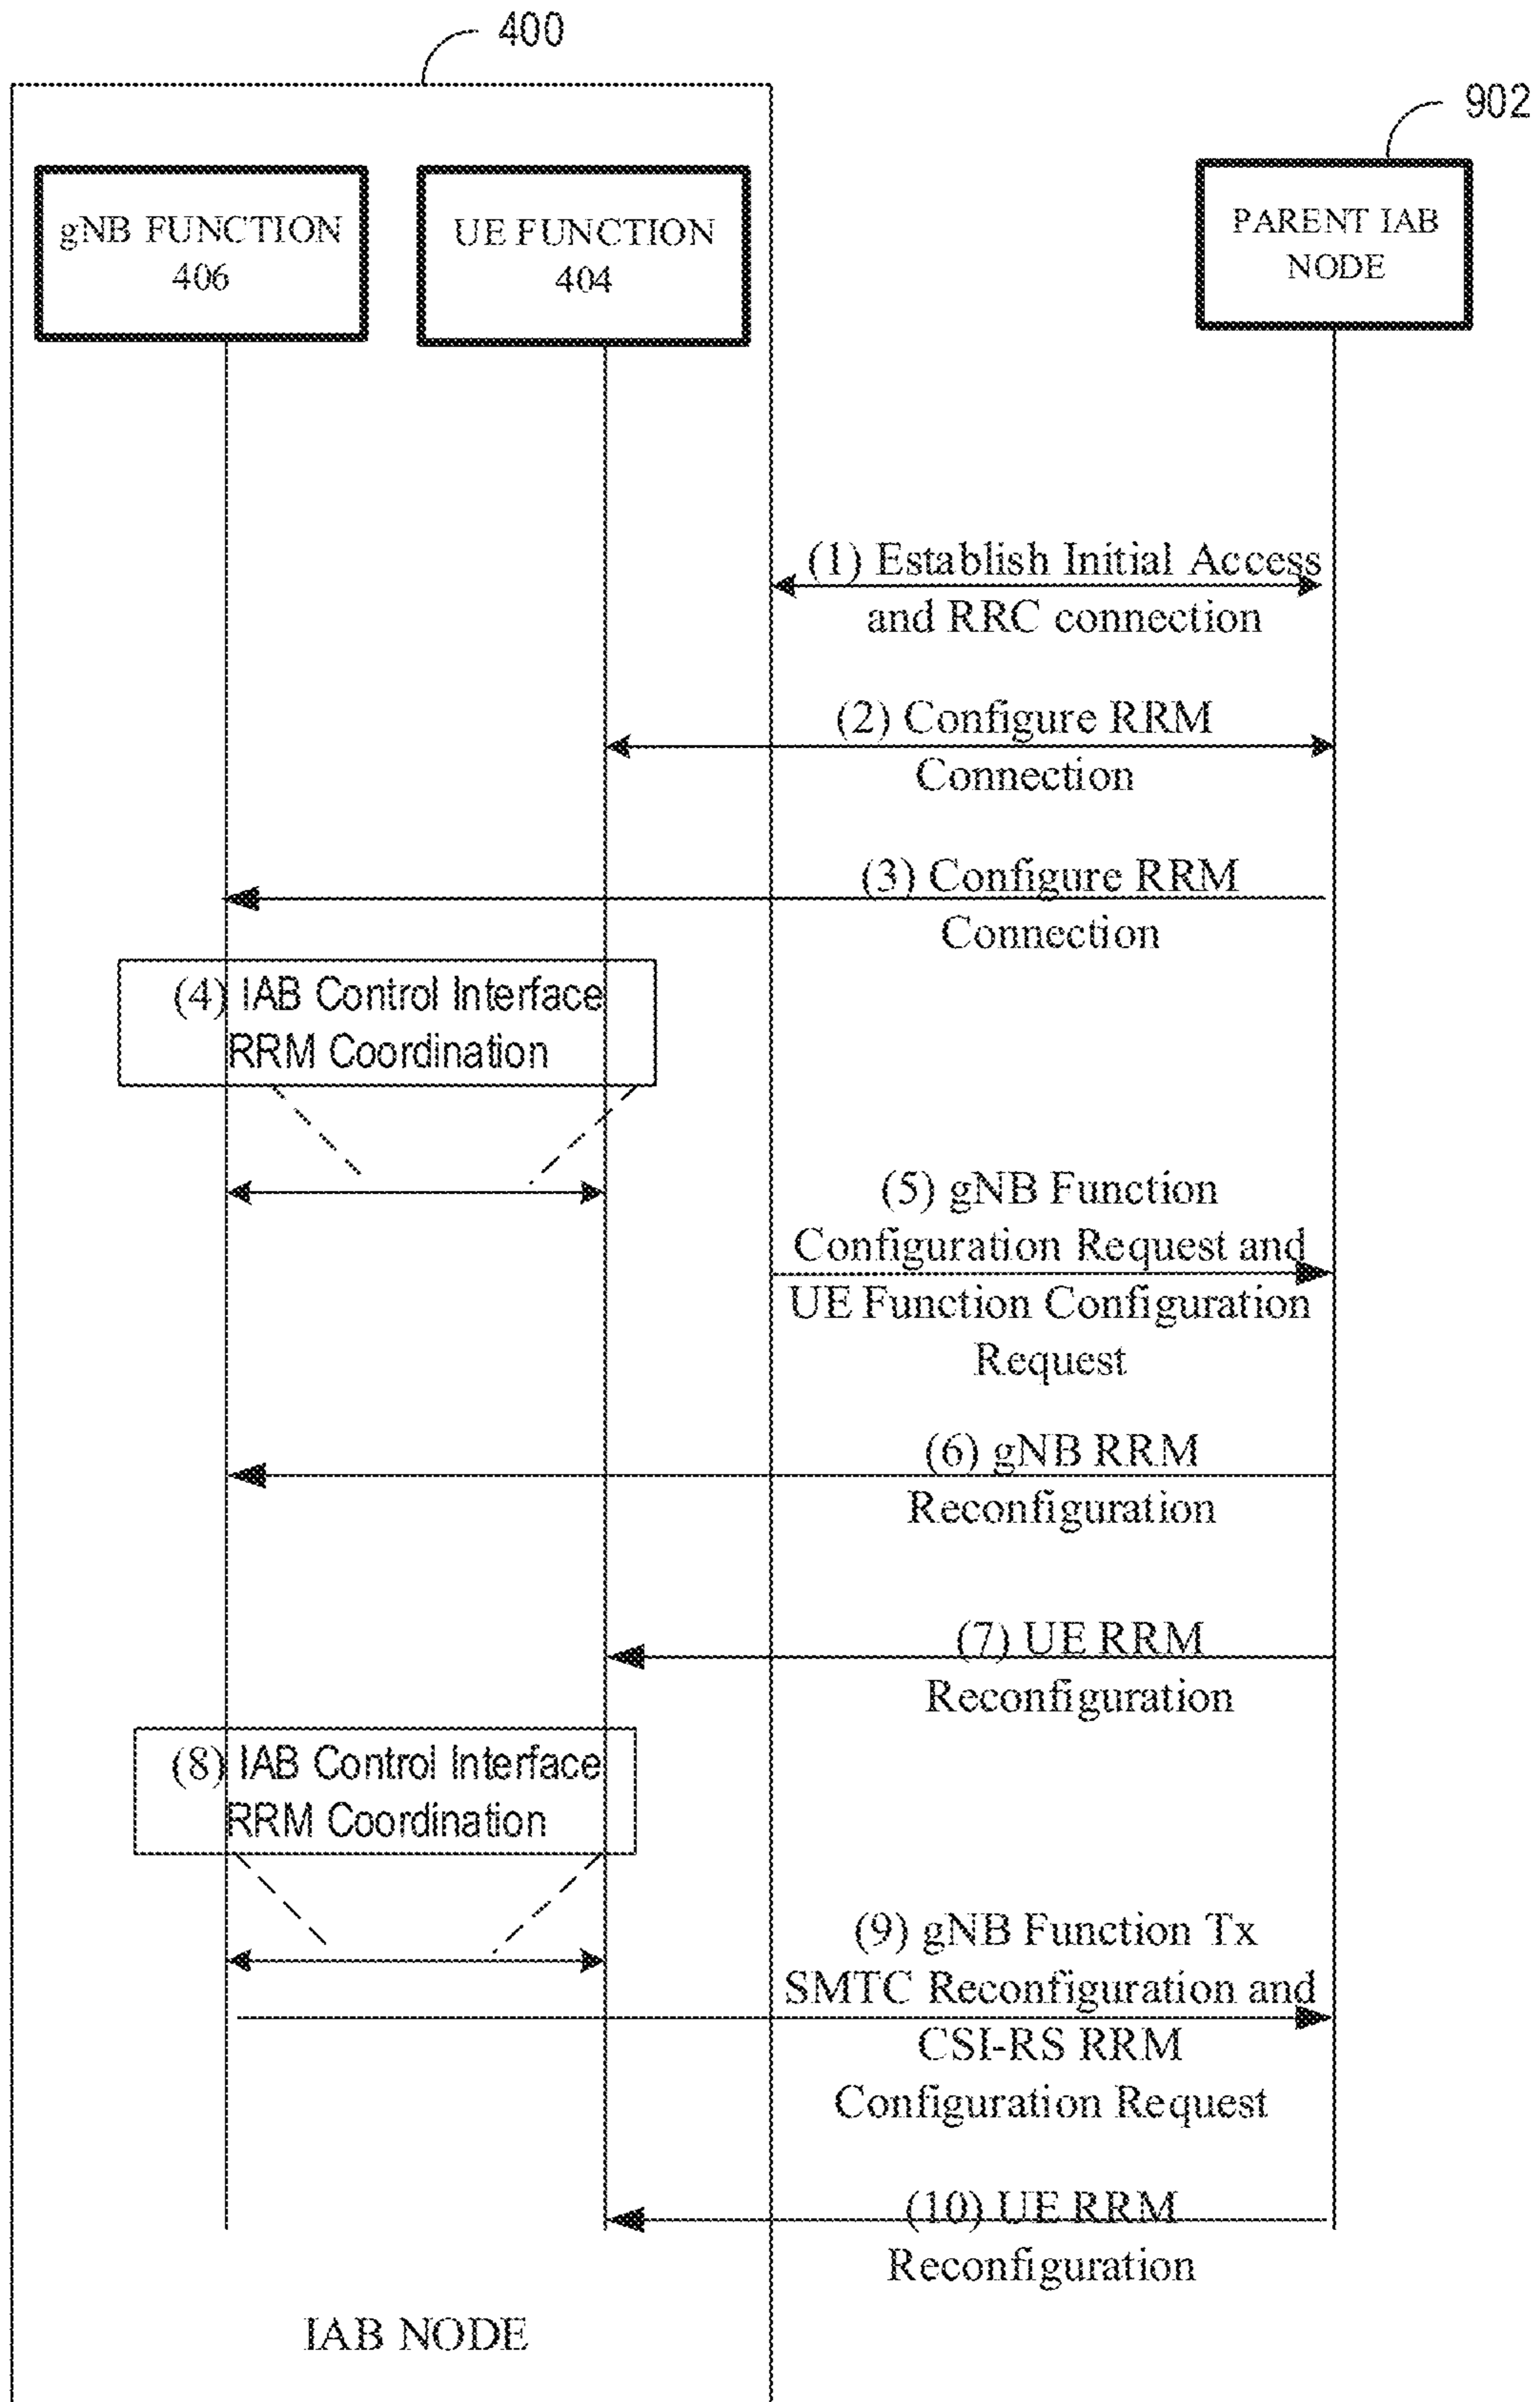 400
902
gNB FUNCTION
406
UE FUNCTION
404
PARENT IAB
NODE
(1) Establish Initial Access
and RRC connection
(2) Configure RRM
Connection
(3) Configure RRM
Connection
(4) IAB Control Interface
RRM Coordination
(5) gNB Function
Configuration Request and
UE Function Configuration
Request
(6) gNB RRM
Reconfiguration
(7) UE RRM
Reconfiguration
(8) IAB Control Interface
RRM Coordination
(9) gNB Function Tx
SMTC Reconfiguration and
CSI-RS RRM
Configuration Request
(10) UE RRM
Reconfiguration
IAB NODE